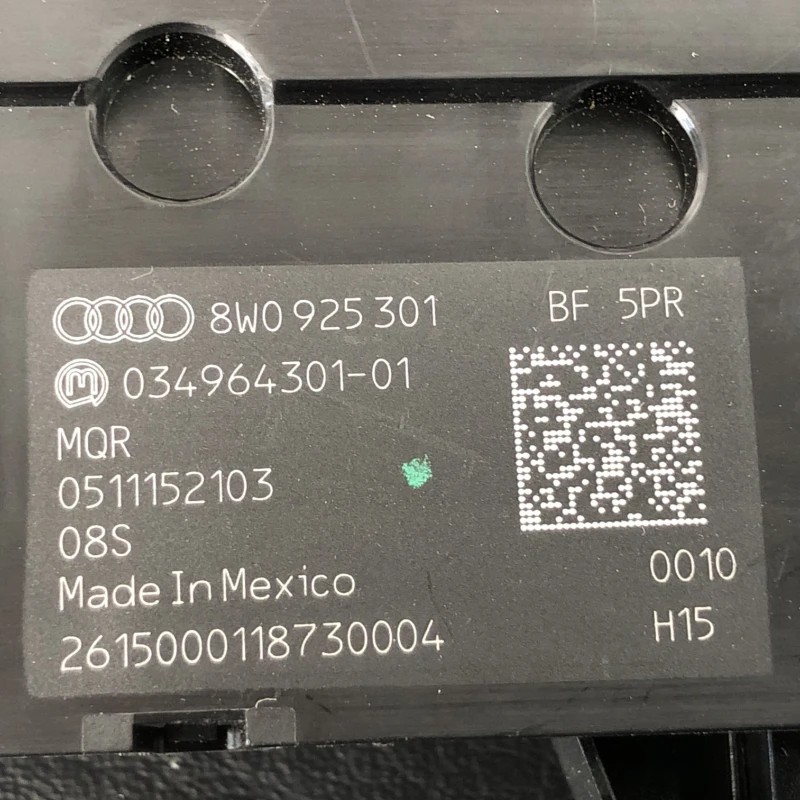 8W0 925 301
BF 5PR
M 034964301-01
MQR
0511152103
08S
Made In Mexico
0010
2615000118730004
H15